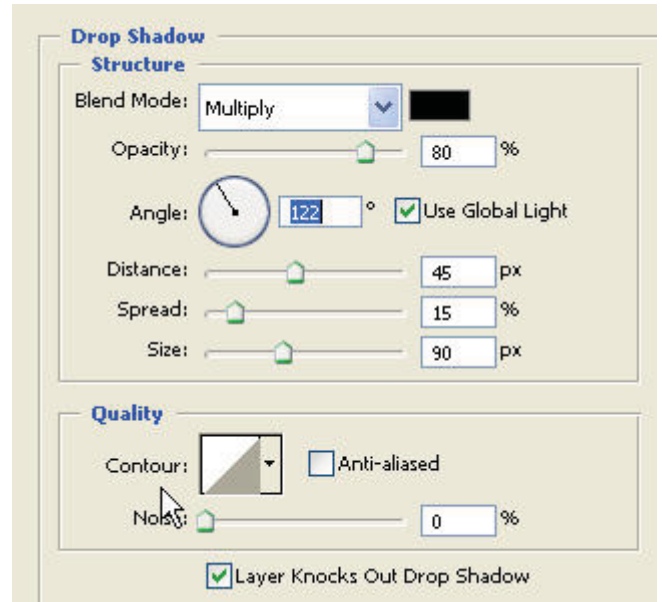 Drop Shadow
Structure
Blend Mode: Multiply
Opacity: 80 %
Angle: 122 ° Use Global Light
Distance: 45 px
Spread: 15 %
Size: 90 px
Quality
Contour: Anti-aliased
Noise: 0 %
Layer Knocks Out Drop Shadow